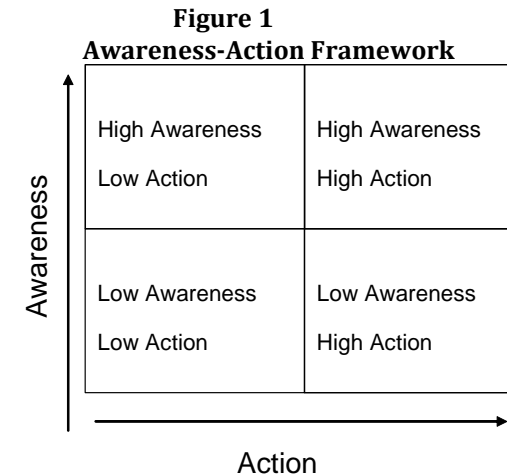 Figure 1
Awareness-Action Framework
Awareness
High Awareness
Low Action
High Awareness
High Action
Low Awareness
Low Action
Low Awareness
High Action
Action